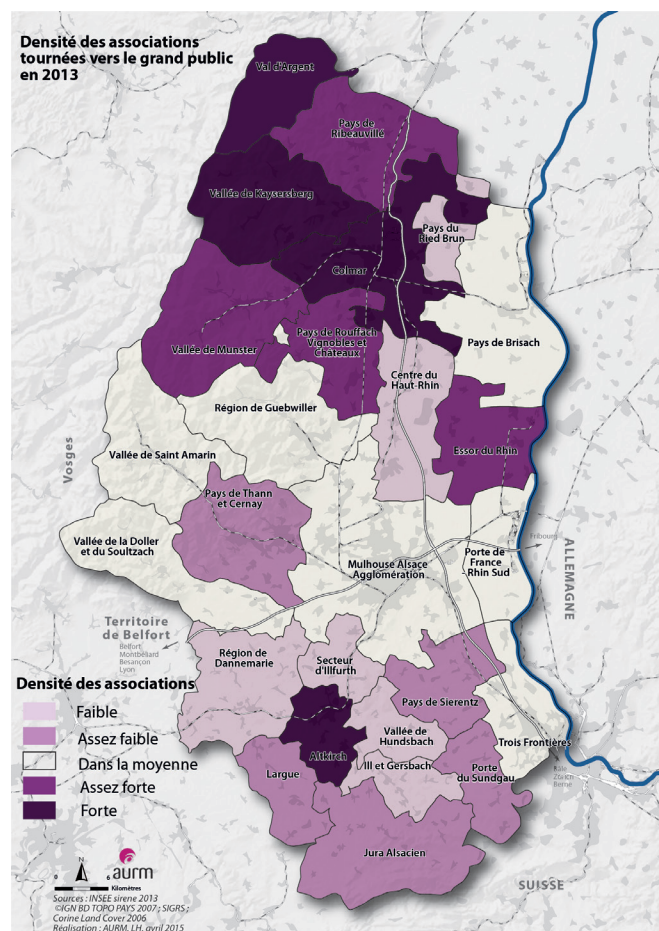 Densité des associations
tournées vers le grand public
en 2013
Val d'Argent
Pays de
Ribeauvillé
Vallée de Kaysersberg
Pays du
Ried Brun
Colmar
Vallée de Munster
Pays de Rouffach
Vignobles et
Châteaux
Pays de Brisach
Centre du
Haut-Rhin
Région de Guebwiller
Essor du Rhin
Vallée de Saint Amarin
Vosges
Pays de Thann
et Cernay
Vallée de la Doller
et du Soultzach
Mulhouse Alsace
Agglomération
Porte de
France
Rhin Sud
Fribourg
ALLEMAGNE
Territoire
de Belfort
Belfort
Montbéliard
Besançon
Lyon
Région de
Dannemarie
Secteur
d'Illfurth
Pays de Sierentz
Vallée de
Hundsbach
Trois Frontières
Altkirch
Ill et Gersbach
Largue
Porte
du Sundgau
Bâle
Zürich
Berne
Jura Alsacien
SUISSE
Densité des associations
Faible
Assez faible
Dans la moyenne
Assez forte
Forte
N
0 6
Kilomètres
aurm
Sources : INSEE sirene 2013
©IGN BD TOPO PAYS 2007 ; SIGRS ;
Corine Land Cover 2006
Réalisation : AURM, LH, avril 2015